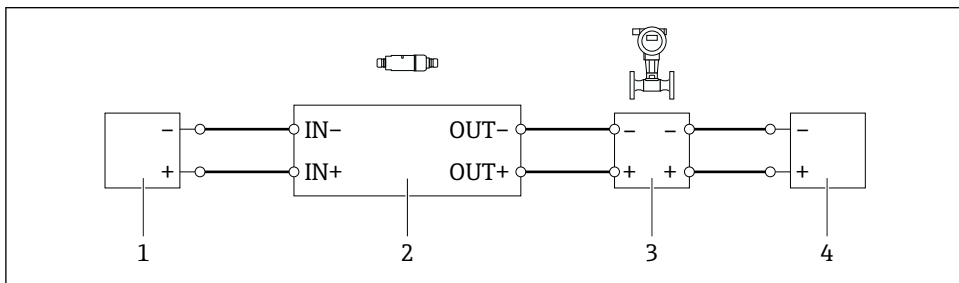 − IN− OUT− − − −
+ IN+ OUT+ + + +
1 2 3 4